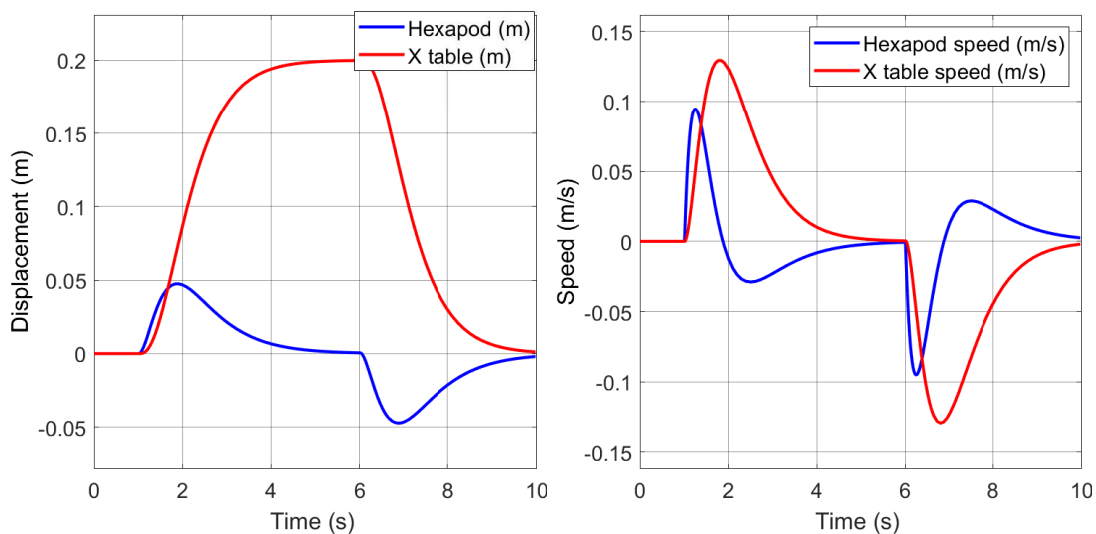 Hexapod (m)
X table (m)
0.2
0.15
0.1
0.05
0
-0.05
Displacement (m)
0 2 4 6 8 10
Time (s)
Hexapod speed (m/s)
X table speed (m/s)
0.15
0.1
0.05
0
-0.05
-0.1
-0.15
Speed (m/s)
0 2 4 6 8 10
Time (s)